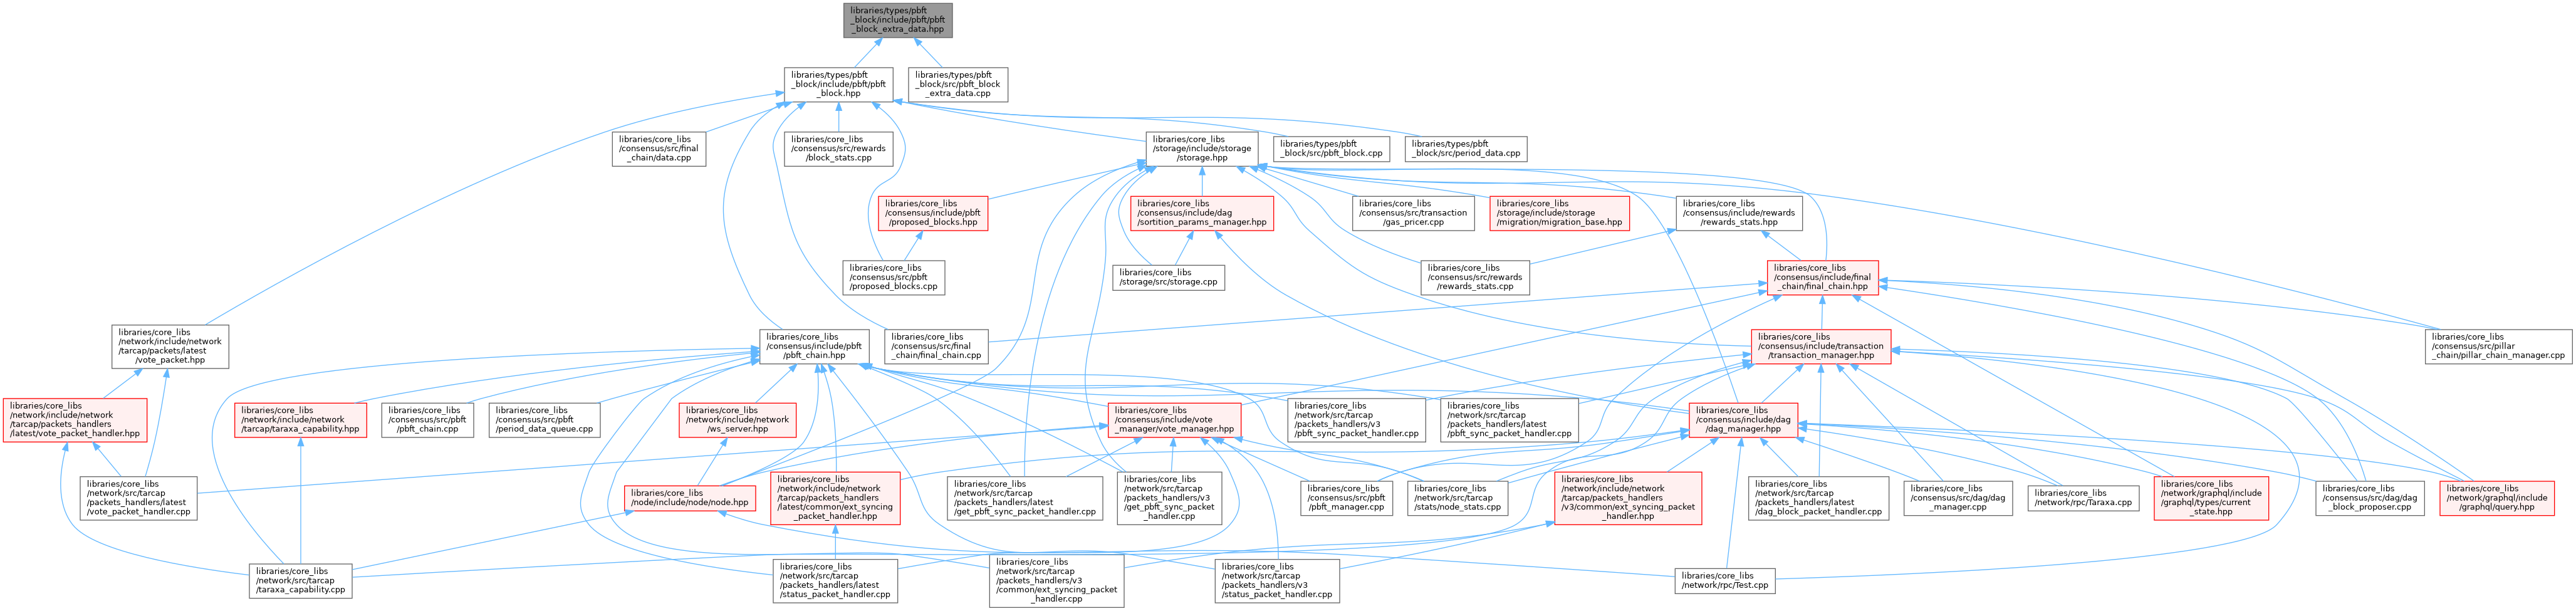 libraries/types/pbft
_block/include/pbft/pbft
_block_extra_data.hpp
libraries/types/pbft
_block/include/pbft/pbft
_block.hpp
libraries/types/pbft
_block/src/pbft_block
_extra_data.cpp
libraries/core_libs
/consensus/src/final
_chain/data.cpp
libraries/core_libs
/consensus/src/rewards
/block_stats.cpp
libraries/core_libs
/storage/include/storage
/storage.hpp
libraries/types/pbft
_block/src/pbft_block.cpp
libraries/types/pbft
_block/src/period_data.cpp
libraries/core_libs
/consensus/include/pbft
/proposed_blocks.hpp
libraries/core_libs
/consensus/include/dag
/sortition_params_manager.hpp
libraries/core_libs
/consensus/src/transaction
/gas_pricer.cpp
libraries/core_libs
/storage/include/storage
/migration/migration_base.hpp
libraries/core_libs
/consensus/include/rewards
/rewards_stats.hpp
libraries/core_libs
/consensus/src/pbft
/proposed_blocks.cpp
libraries/core_libs
/storage/src/storage.cpp
libraries/core_libs
/consensus/src/rewards
/rewards_stats.cpp
libraries/core_libs
/consensus/include/final
_chain/final_chain.hpp
libraries/core_libs
/network/include/network
/tarcap/packets/latest
/vote_packet.hpp
libraries/core_libs
/consensus/include/pbft
/pbft_chain.hpp
libraries/core_libs
/consensus/src/final
_chain/final_chain.cpp
libraries/core_libs
/consensus/include/transaction
/transaction_manager.hpp
libraries/core_libs
/consensus/src/pillar
_chain/pillar_chain_manager.cpp
libraries/core_libs
/network/include/network
/tarcap/packets_handlers
/latest/vote_packet_handler.hpp
libraries/core_libs
/network/include/network
/tarcap/taraxa_capability.hpp
libraries/core_libs
/consensus/src/pbft
/pbft_chain.cpp
libraries/core_libs
/consensus/src/pbft
/period_data_queue.cpp
libraries/core_libs
/network/include/network
/ws_server.hpp
libraries/core_libs
/consensus/include/vote
_manager/vote_manager.hpp
libraries/core_libs
/network/src/tarcap
/packets_handlers/v3
/pbft_sync_packet_handler.cpp
libraries/core_libs
/network/src/tarcap
/packets_handlers/latest
/pbft_sync_packet_handler.cpp
libraries/core_libs
/consensus/include/dag
/dag_manager.hpp
libraries/core_libs
/network/src/tarcap
/packets_handlers/latest
/vote_packet_handler.cpp
libraries/core_libs
/node/include/node/node.hpp
libraries/core_libs
/network/include/network
/tarcap/packets_handlers
/latest/common/ext_syncing
_packet_handler.hpp
libraries/core_libs
/network/src/tarcap
/packets_handlers/latest
/get_pbft_sync_packet_handler.cpp
libraries/core_libs
/network/src/tarcap
/packets_handlers/v3
/get_pbft_sync_packet
_handler.cpp
libraries/core_libs
/consensus/src/pbft
/pbft_manager.cpp
libraries/core_libs
/network/src/tarcap
/stats/node_stats.cpp
libraries/core_libs
/network/include/network
/tarcap/packets_handlers
/v3/common/ext_syncing_packet
_handler.hpp
libraries/core_libs
/network/src/tarcap
/packets_handlers/latest
/dag_block_packet_handler.cpp
libraries/core_libs
/consensus/src/dag/dag
_manager.cpp
libraries/core_libs
/network/rpc/Taraxa.cpp
libraries/core_libs
/network/graphql/include
/graphql/types/current
_state.hpp
libraries/core_libs
/consensus/src/dag/dag
_block_proposer.cpp
libraries/core_libs
/network/graphql/include
/graphql/query.hpp
libraries/core_libs
/network/src/tarcap
/taraxa_capability.cpp
libraries/core_libs
/network/src/tarcap
/packets_handlers/latest
/status_packet_handler.cpp
libraries/core_libs
/network/src/tarcap
/packets_handlers/v3
/common/ext_syncing_packet
_handler.cpp
libraries/core_libs
/network/src/tarcap
/packets_handlers/v3
/status_packet_handler.cpp
libraries/core_libs
/network/rpc/Test.cpp